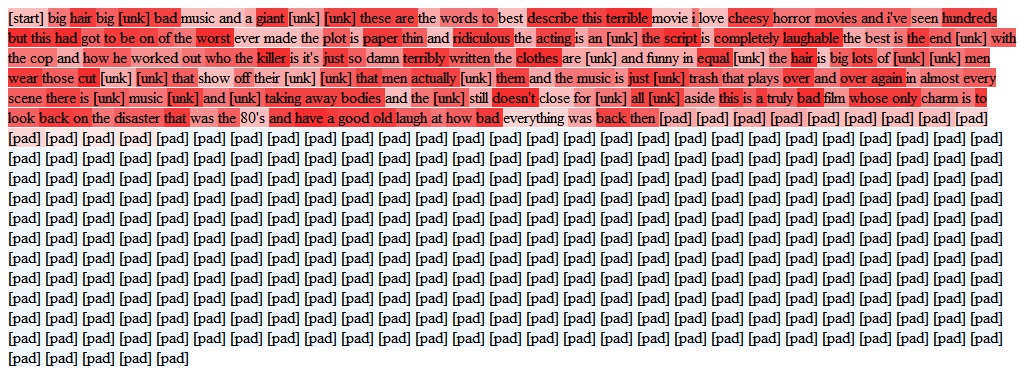 [start] big hair big [unk] bad music and a giant [unk] [unk] these are the words to best describe this terrible movie i love cheesy horror movies and i've seen hundreds
but this had got to be on of the worst ever made the plot is paper thin and ridiculous the acting is an [unk] the script is completely laughable the best is the end [unk] with
the cop and how he worked out who the killer is it's just so damn terribly written the clothes are [unk] and funny in equal [unk] the hair is big lots of [unk] [unk] men
wear those cut [unk] [unk] that show off their [unk] [unk] that men actually [unk] them and the music is just [unk] trash that plays over and over again in almost every
scene there is [unk] music [unk] and [unk] taking away bodies and the [unk] still doesn't close for [unk] all [unk] aside this is a truly bad film whose only charm is to
look back on the disaster that was the 80's and have a good old laugh at how bad everything was back then [pad] [pad] [pad] [pad] [pad] [pad] [pad] [pad] [pad]
[pad] [pad] [pad] [pad] [pad] [pad] [pad] [pad] [pad] [pad] [pad] [pad] [pad] [pad] [pad] [pad] [pad] [pad] [pad] [pad] [pad] [pad] [pad] [pad] [pad] [pad] [pad]
[pad] [pad] [pad] [pad] [pad] [pad] [pad] [pad] [pad] [pad] [pad] [pad] [pad] [pad] [pad] [pad] [pad] [pad] [pad] [pad] [pad] [pad] [pad] [pad] [pad] [pad] [pad]
[pad] [pad] [pad] [pad] [pad] [pad] [pad] [pad] [pad] [pad] [pad] [pad] [pad] [pad] [pad] [pad] [pad] [pad] [pad] [pad] [pad] [pad] [pad] [pad] [pad] [pad] [pad]
[pad] [pad] [pad] [pad] [pad] [pad] [pad] [pad] [pad] [pad] [pad] [pad] [pad] [pad] [pad] [pad] [pad] [pad] [pad] [pad] [pad] [pad] [pad] [pad] [pad] [pad] [pad]
[pad] [pad] [pad] [pad] [pad] [pad] [pad] [pad] [pad] [pad] [pad] [pad] [pad] [pad] [pad] [pad] [pad] [pad] [pad] [pad] [pad] [pad] [pad] [pad] [pad] [pad] [pad]
[pad] [pad] [pad] [pad] [pad] [pad] [pad] [pad] [pad] [pad] [pad] [pad] [pad] [pad] [pad] [pad] [pad] [pad] [pad] [pad] [pad] [pad] [pad] [pad] [pad] [pad] [pad]
[pad] [pad] [pad] [pad] [pad] [pad] [pad] [pad] [pad] [pad] [pad] [pad] [pad] [pad] [pad] [pad] [pad] [pad] [pad] [pad] [pad] [pad] [pad] [pad] [pad] [pad] [pad]
[pad] [pad] [pad] [pad] [pad] [pad] [pad] [pad] [pad] [pad] [pad] [pad] [pad] [pad] [pad] [pad] [pad] [pad] [pad] [pad] [pad] [pad] [pad] [pad] [pad] [pad] [pad]
[pad] [pad] [pad] [pad] [pad] [pad] [pad] [pad] [pad] [pad] [pad] [pad] [pad] [pad] [pad] [pad] [pad] [pad] [pad] [pad] [pad] [pad] [pad] [pad] [pad] [pad] [pad]
[pad] [pad] [pad] [pad] [pad] [pad] [pad] [pad] [pad] [pad] [pad] [pad] [pad] [pad] [pad] [pad] [pad] [pad] [pad] [pad] [pad] [pad] [pad] [pad] [pad] [pad] [pad]
[pad] [pad] [pad] [pad] [pad] [pad] [pad] [pad] [pad] [pad] [pad] [pad] [pad] [pad] [pad] [pad] [pad] [pad] [pad] [pad] [pad] [pad] [pad] [pad] [pad] [pad] [pad]
[pad] [pad] [pad] [pad] [pad]